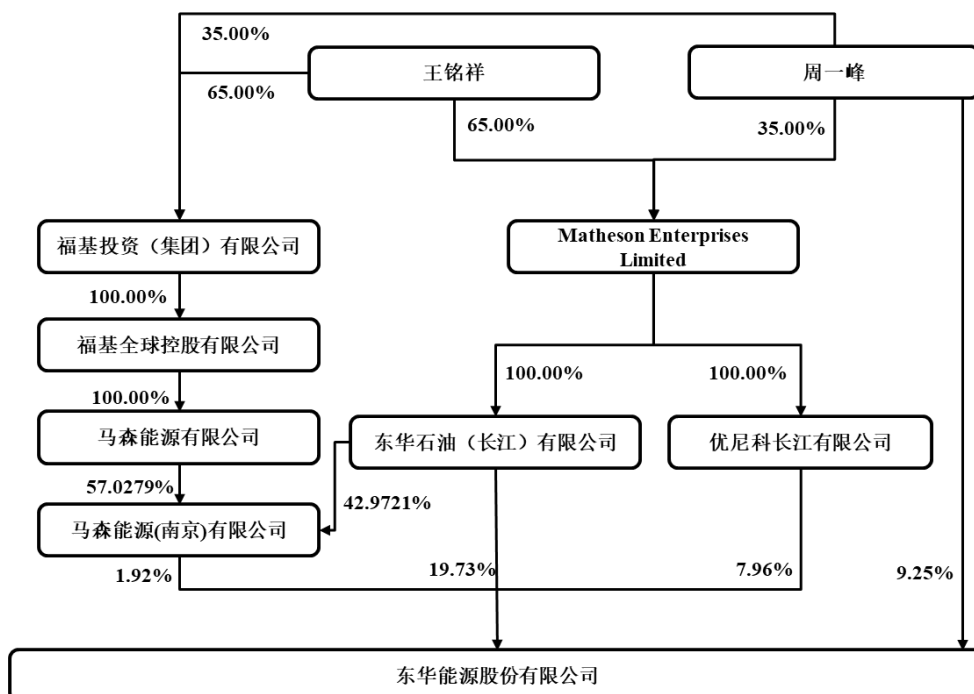 35.00%
王铭祥
周一峰
65.00%
65.00%
35.00%
福基投资（集团）有限公司
Matheson Enterprises
Limited
100.00%
福基全球控股有限公司
100.00%
100.00%
100.00%
马森能源有限公司
东华石油（长江）有限公司
优尼科长江有限公司
57.0279%
42.9721%
马森能源(南京)有限公司
1.92%
19.73%
7.96%
9.25%
东华能源股份有限公司